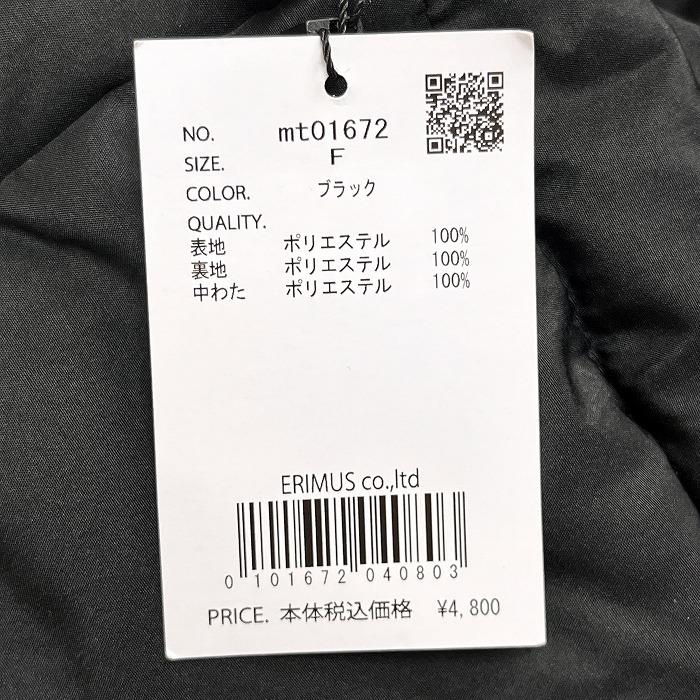 NO. mt01672
SIZE. F
COLOR. ブラック
QUALITY.
表地 ポリエステル 100%
裏地 ポリエステル 100%
中わた ポリエステル 100%
ERIMUS co.,ltd
0 101672 040803
PRICE. 本体税込価格 ¥4,800